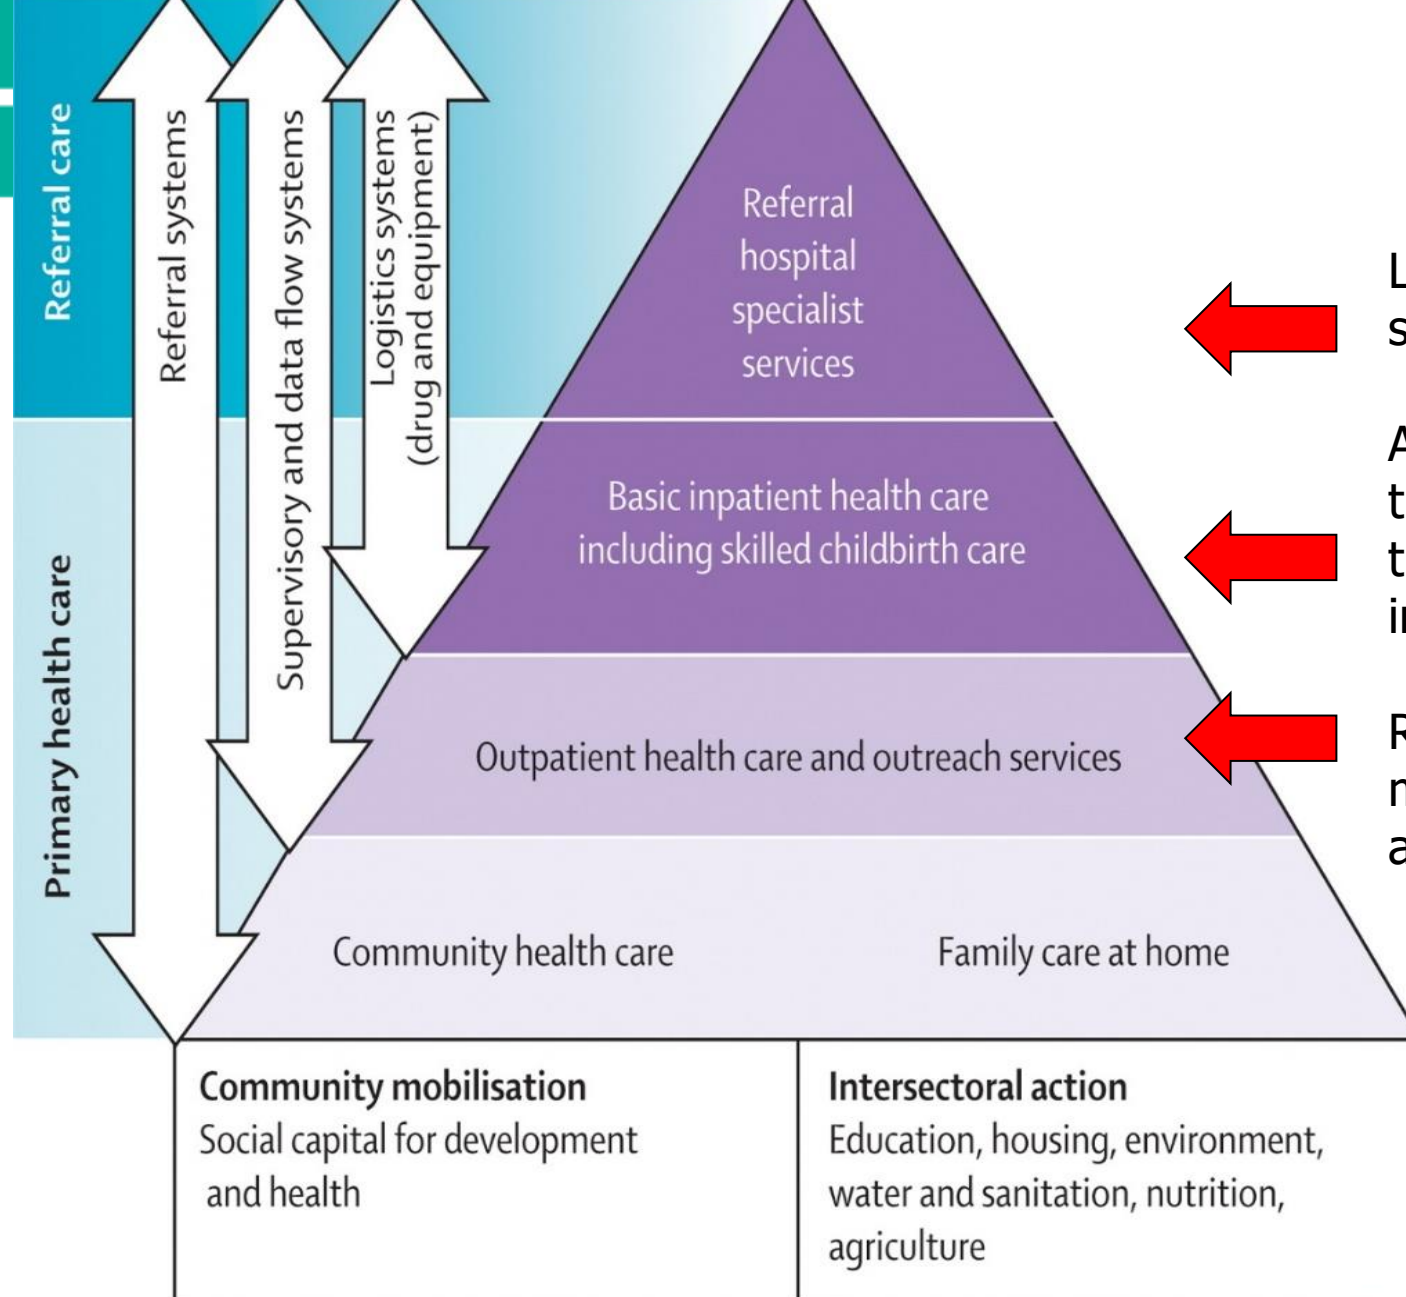 Referral care
Primary health care
Referral systems
Supervisory and data flow systems
Logistics systems
(drug and equipment)
Referral
hospital
specialist
services
Basic inpatient health care
including skilled childbirth care
Outpatient health care and outreach services
Community health care
Family care at home
Community mobilisation
Social capital for development
and health
Intersectoral action
Education, housing, environment,
water and sanitation, nutrition,
agriculture